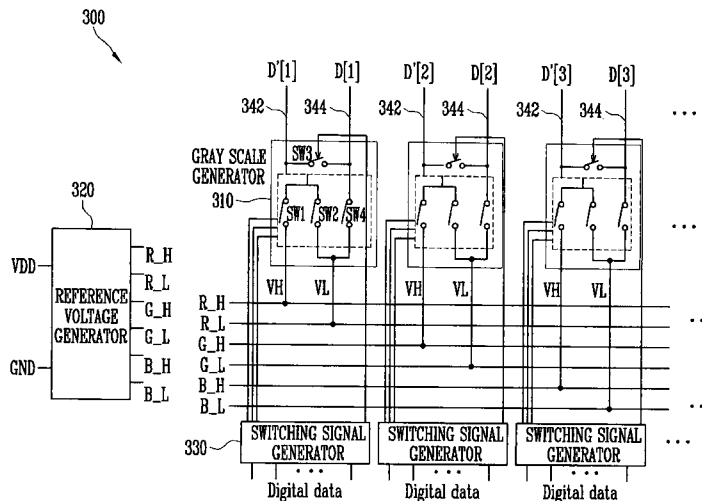 300
D'[1] D[1] D'[2] D[2] D'[3] D[3]
342 344 342 344 342 344 ...
GRAY SCALE
GENERATOR
310
SW3
SW1 SW2 SW4
...
320
VDD
GND
REFERENCE
VOLTAGE
GENERATOR
R_H
R_L
G_H
G_L
B_H
B_L
VH VL VH VL VH VL
R_H
R_L
G_H
G_L
B_H
B_L
...
...
330
SWITCHING SIGNAL
GENERATOR
SWITCHING SIGNAL
GENERATOR
SWITCHING SIGNAL
GENERATOR
...
... ... ...
Digital data Digital data Digital data